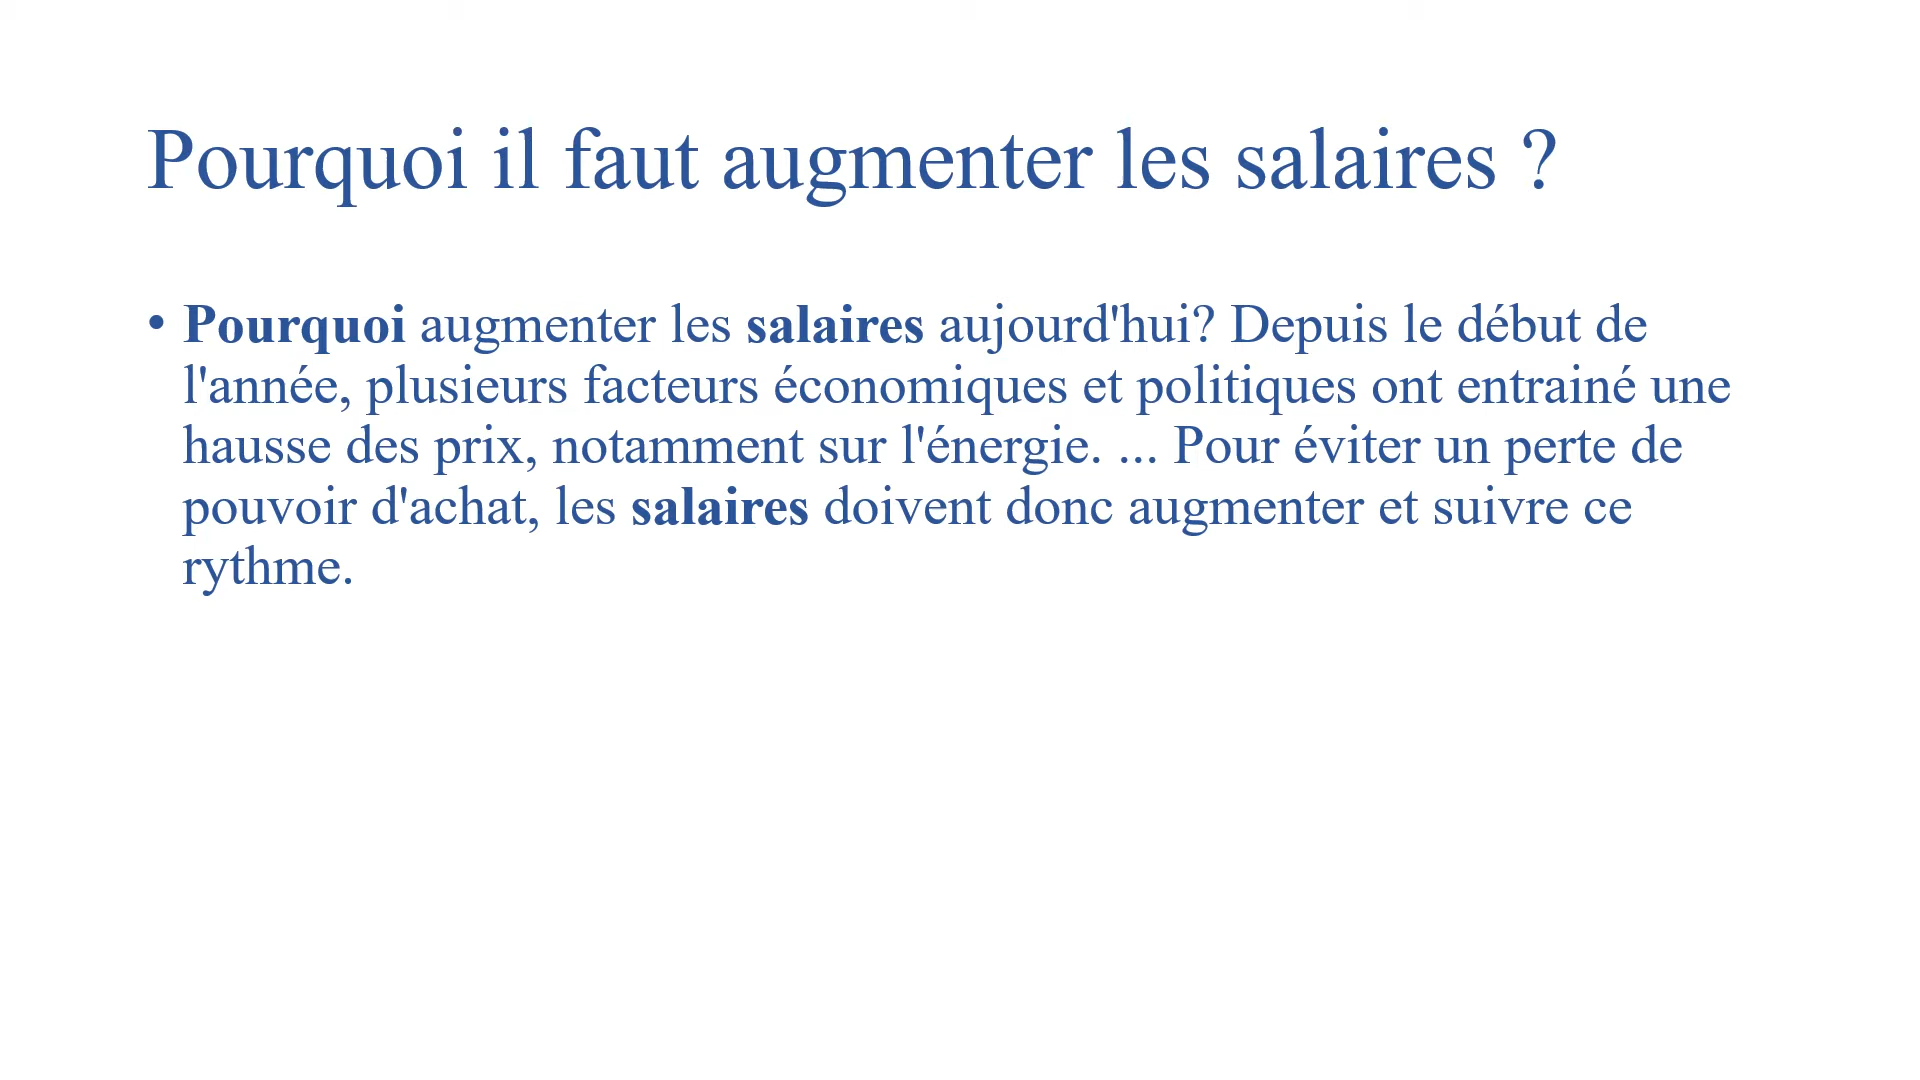 Pourquoi il faut augmenter les salaires ?
• Pourquoi augmenter les salaires aujourd'hui? Depuis le début de
l'année, plusieurs facteurs économiques et politiques ont entrainé une
hausse des prix, notamment sur l'énergie. ... Pour éviter un perte de
pouvoir d'achat, les salaires doivent donc augmenter et suivre ce
rythme.